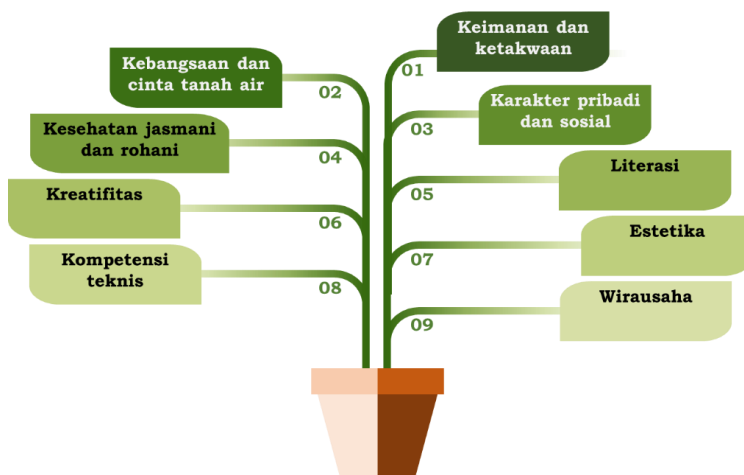 Keimanan dan
ketakwaan
01
Kebangsaan dan
cinta tanah air
02
Karakter pribadi
dan sosial
03
Kesehatan jasmani
dan rohani
04
Literasi
05
Kreatifitas
06
Estetika
07
Kompetensi
teknis
08
Wirausaha
09